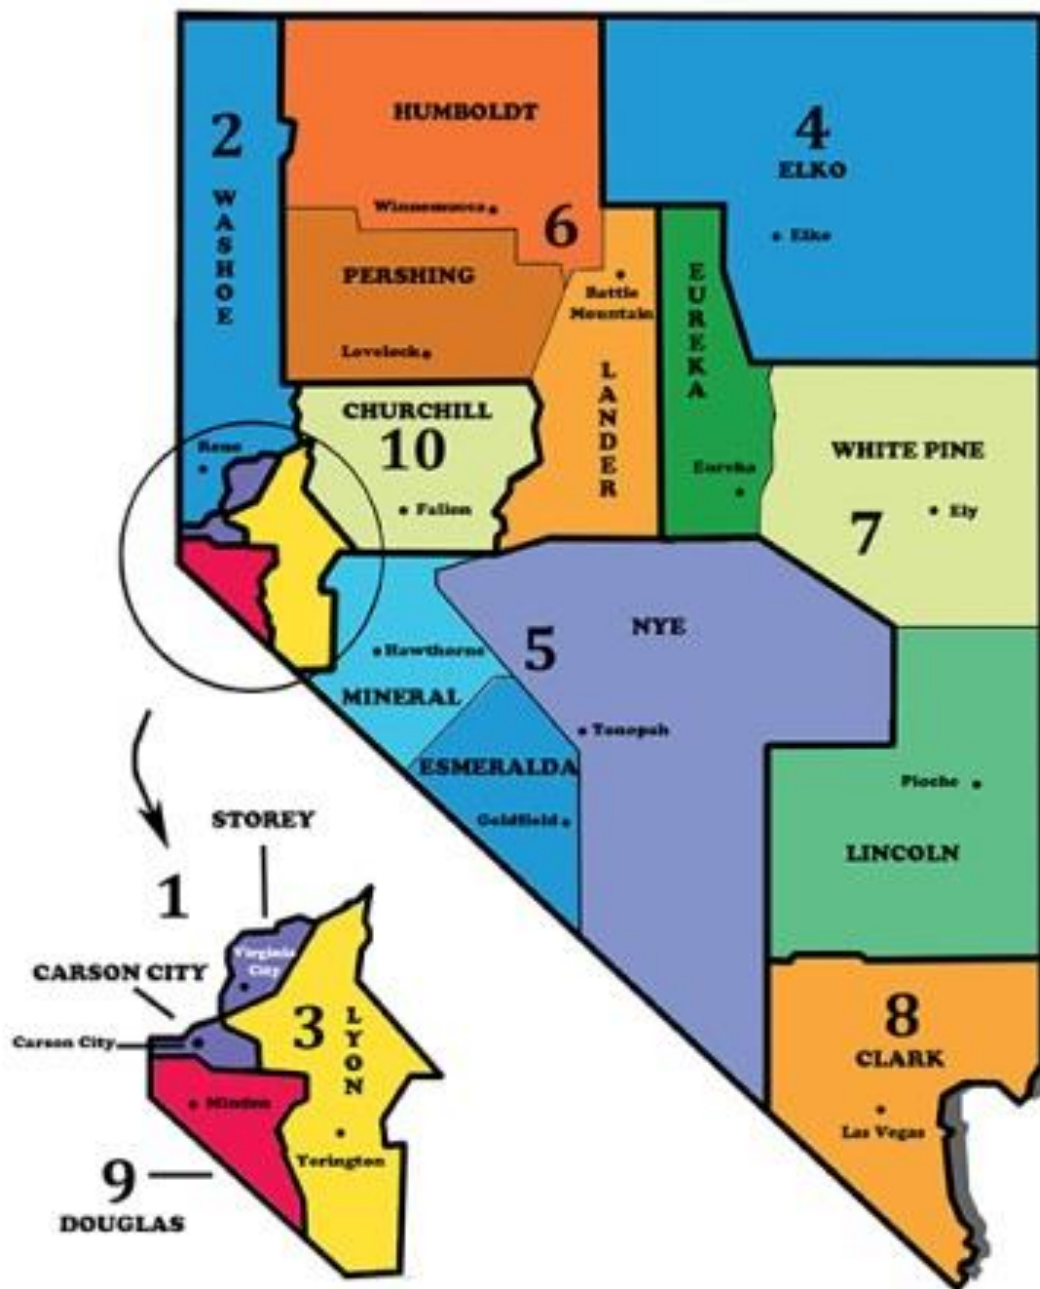 HUMBOLDT
2
4
ELKO
WASHOE
Winnemucca
6
Elko
PERSHING
EUREKA
Battle
Mountain
Lovelock
LANDER
CHURCHILL
10
WHITE PINE
Reno
Eureka
Fallon
7
Ely
NYE
5
Hawthorne
MINERAL
Tonopah
ESMERALDA
Pioche
Goldfield
STOREY
LINCOLN
1
Virginia
City
CARSON CITY
8
3
LYON
Carson City
CLARK
Minden
Las Vegas
Yerington
9
DOUGLAS